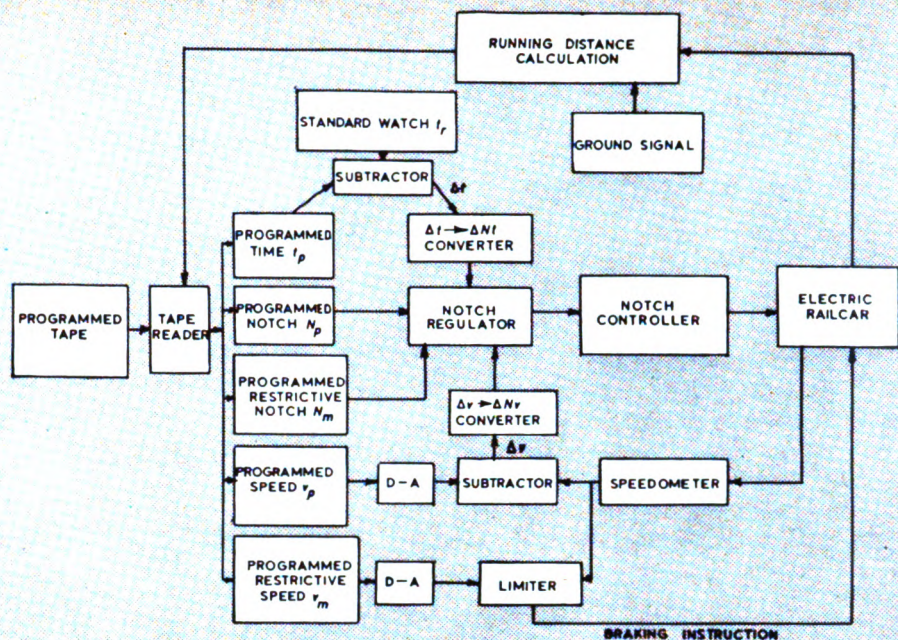 RUNNING DISTANCE
CALCULATION
STANDARD WATCH tr
GROUND SIGNAL
SUBTRACTOR
Δt
PROGRAMMED
TIME tp
Δt → ΔNt
CONVERTER
PROGRAMMED
TAPE
TAPE
READER
PROGRAMMED
NOTCH Np
NOTCH
REGULATOR
NOTCH
CONTROLLER
ELECTRIC
RAILCAR
PROGRAMMED
RESTRICTIVE
NOTCH Nm
Δv → ΔNv
CONVERTER
Δv
PROGRAMMED
SPEED vp
D-A
SUBTRACTOR
SPEEDOMETER
PROGRAMMED
RESTRICTIVE
SPEED vm
D-A
LIMITER
BRAKING INSTRUCTION